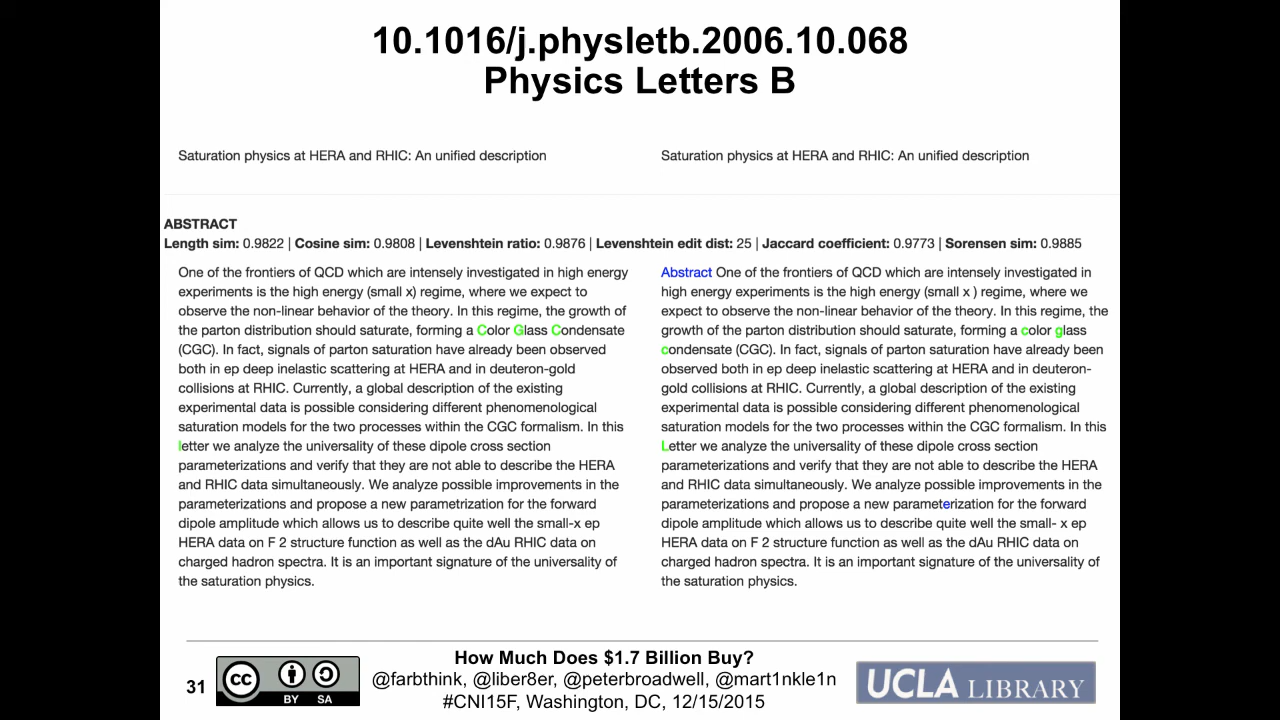 10.1016/j.physletb.2006.10.068
Physics Letters B
Saturation physics at HERA and RHIC: An unified description
Saturation physics at HERA and RHIC: An unified description
ABSTRACT
Length sim: 0.9822 | Cosine sim: 0.9808 | Levenshtein ratio: 0.9876 | Levenshtein edit dist: 25 | Jaccard coefficient: 0.9773 | Sorensen sim: 0.9885
One of the frontiers of QCD which are intensely investigated in high energy
experiments is the high energy (small x) regime, where we expect to
observe the non-linear behavior of the theory. In this regime, the growth of
the parton distribution should saturate, forming a Color Glass Condensate
(CGC). In fact, signals of parton saturation have already been observed
both in ep deep inelastic scattering at HERA and in deuteron-gold
collisions at RHIC. Currently, a global description of the existing
experimental data is possible considering different phenomenological
saturation models for the two processes within the CGC formalism. In this
letter we analyze the universality of these dipole cross section
parameterizations and verify that they are not able to describe the HERA
and RHIC data simultaneously. We analyze possible improvements in the
parameterizations and propose a new parametrization for the forward
dipole amplitude which allows us to describe quite well the small-x ep
HERA data on F 2 structure function as well as the dAu RHIC data on
charged hadron spectra. It is an important signature of the universality of
the saturation physics.
Abstract One of the frontiers of QCD which are intensely investigated in
high energy experiments is the high energy (small x ) regime, where we
expect to observe the non-linear behavior of the theory. In this regime, the
growth of the parton distribution should saturate, forming a color glass
condensate (CGC). In fact, signals of parton saturation have already been
observed both in ep deep inelastic scattering at HERA and in deuteron-
gold collisions at RHIC. Currently, a global description of the existing
experimental data is possible considering different phenomenological
saturation models for the two processes within the CGC formalism. In this
Letter we analyze the universality of these dipole cross section
parameterizations and verify that they are not able to describe the HERA
and RHIC data simultaneously. We analyze possible improvements in the
parameterizations and propose a new parameterization for the forward
dipole amplitude which allows us to describe quite well the small- x ep
HERA data on F 2 structure function as well as the dAu RHIC data on
charged hadron spectra. It is an important signature of the universality of
the saturation physics.
31
cc
BY SA
How Much Does $1.7 Billion Buy?
@farbthink, @liber8er, @peterbroadwell, @mart1nkle1n
#CNI15F, Washington, DC, 12/15/2015
UCLA LIBRARY